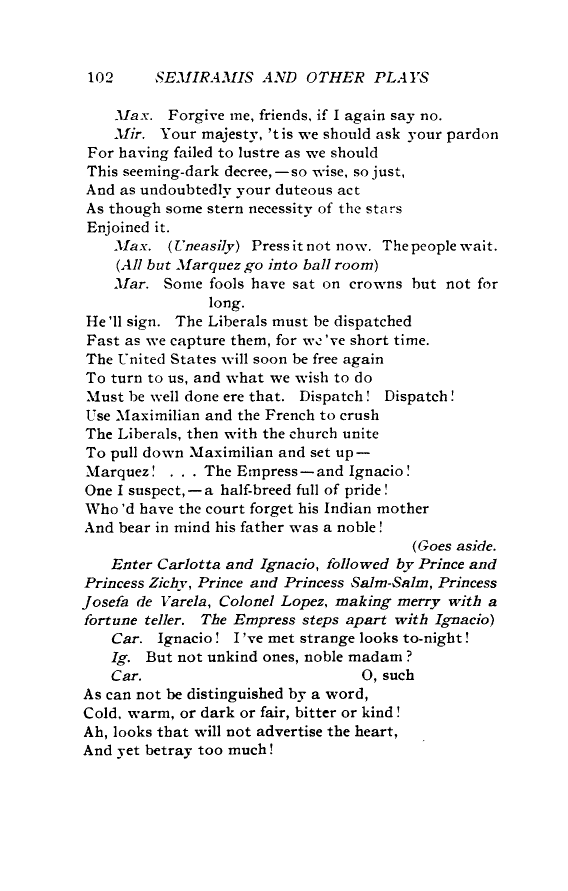 102 SEMIRAMIS AND OTHER PLAYS
Max. Forgive me, friends, if I again say no.
Mir. Your majesty, 't is we should ask your pardon
For having failed to lustre as we should
This seeming-dark decree,—so wise, so just,
And as undoubtedly your duteous act
As though some stern necessity of the stars
Enjoined it.
Max. (Uneasily) Press it not now. The people wait.
(All but Marquez go into ball room)
Mar. Some fools have sat on crowns but not for
long.
He'll sign. The Liberals must be dispatched
Fast as we capture them, for we've short time.
The United States will soon be free again
To turn to us, and what we wish to do
Must be well done ere that. Dispatch! Dispatch!
Use Maximilian and the French to crush
The Liberals, then with the church unite
To pull down Maximilian and set up—
Marquez! . . . The Empress—and Ignacio!
One I suspect,—a half-breed full of pride!
Who'd have the court forget his Indian mother
And bear in mind his father was a noble!
(Goes aside.
Enter Carlotta and Ignacio, followed by Prince and
Princess Zichy, Prince and Princess Salm-Salm, Princess
Josefa de Varela, Colonel Lopez, making merry with a
fortune teller. The Empress steps apart with Ignacio)
Car. Ignacio! I've met strange looks to-night!
Ig. But not unkind ones, noble madam?
Car. O, such
As can not be distinguished by a word,
Cold, warm, or dark or fair, bitter or kind!
Ah, looks that will not advertise the heart,
And yet betray too much!